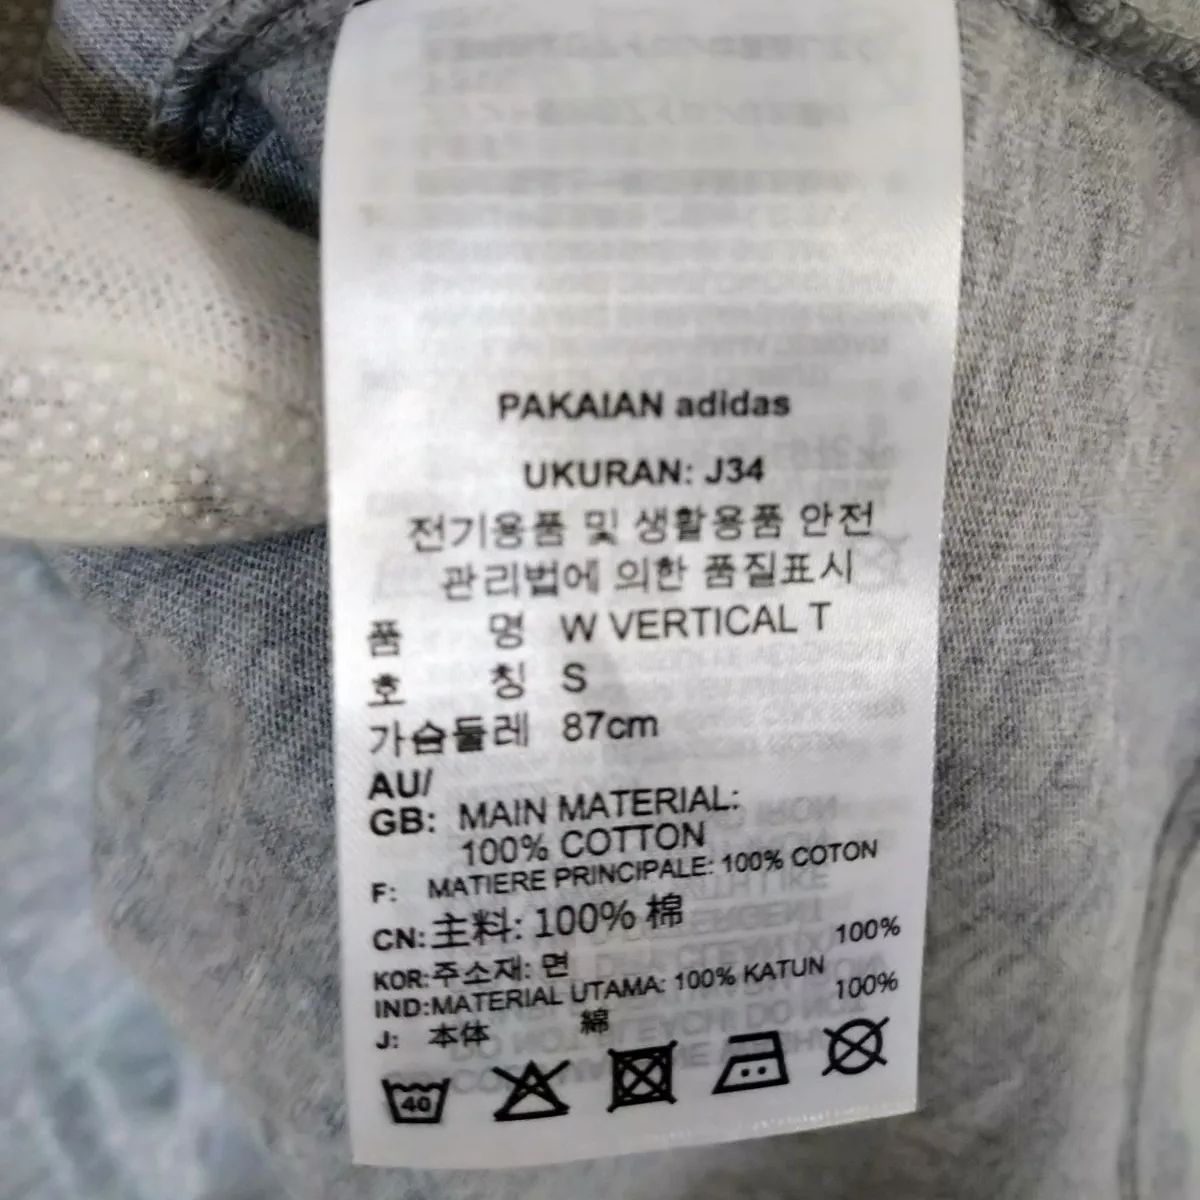 PAKAIAN adidas
UKURAN: J34
전기용품 및 생활용품 안전
관리법에 의한 품질표시
품 명 W VERTICAL T
호 칭 S
가슴둘레 87cm
AU/
GB: MAIN MATERIAL:
100% COTTON
F: MATIERE PRINCIPALE: 100% COTON
CN: 主料: 100% 棉
KOR: 주소재: 면 100%
IND: MATERIAL UTAMA: 100% KATUN
J: 本体 綿 100%
40